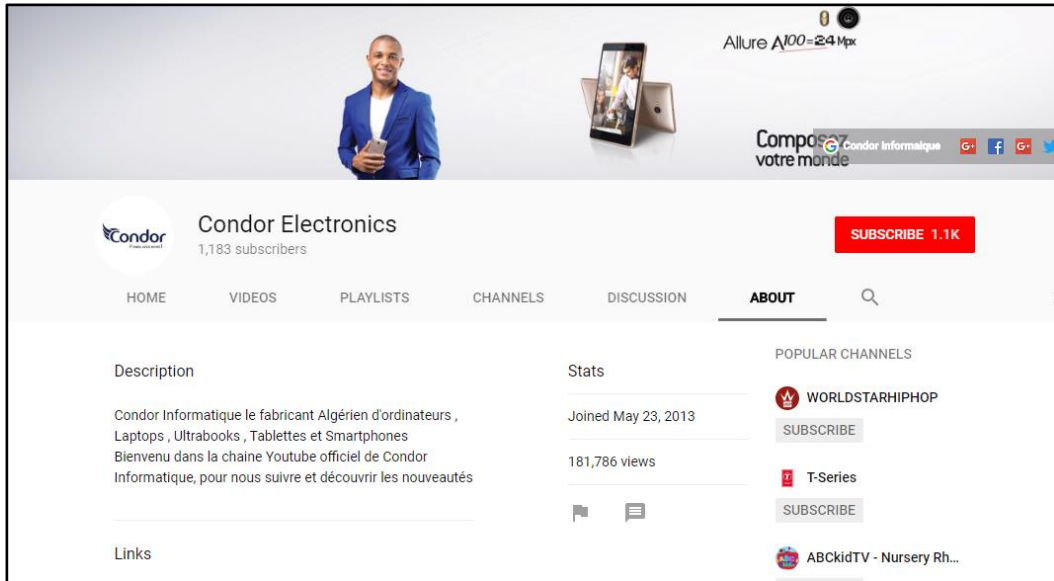 Allure A100=24 Mpx
Composez
votre monde
Condor Informaique
Condor
Condor Electronics
1,183 subscribers
SUBSCRIBE 1.1K
HOME VIDEOS PLAYLISTS CHANNELS DISCUSSION ABOUT
Description
Condor Informatique le fabricant Algérien d'ordinateurs ,
Laptops , Ultrabooks , Tablettes et Smartphones
Bienvenu dans la chaine Youtube officiel de Condor
Informatique, pour nous suivre et découvrir les nouveautés
Links
Stats
Joined May 23, 2013
181,786 views
POPULAR CHANNELS
WORLDSTARHIPHOP
SUBSCRIBE
T-Series
SUBSCRIBE
ABCkidTV - Nursery Rh...